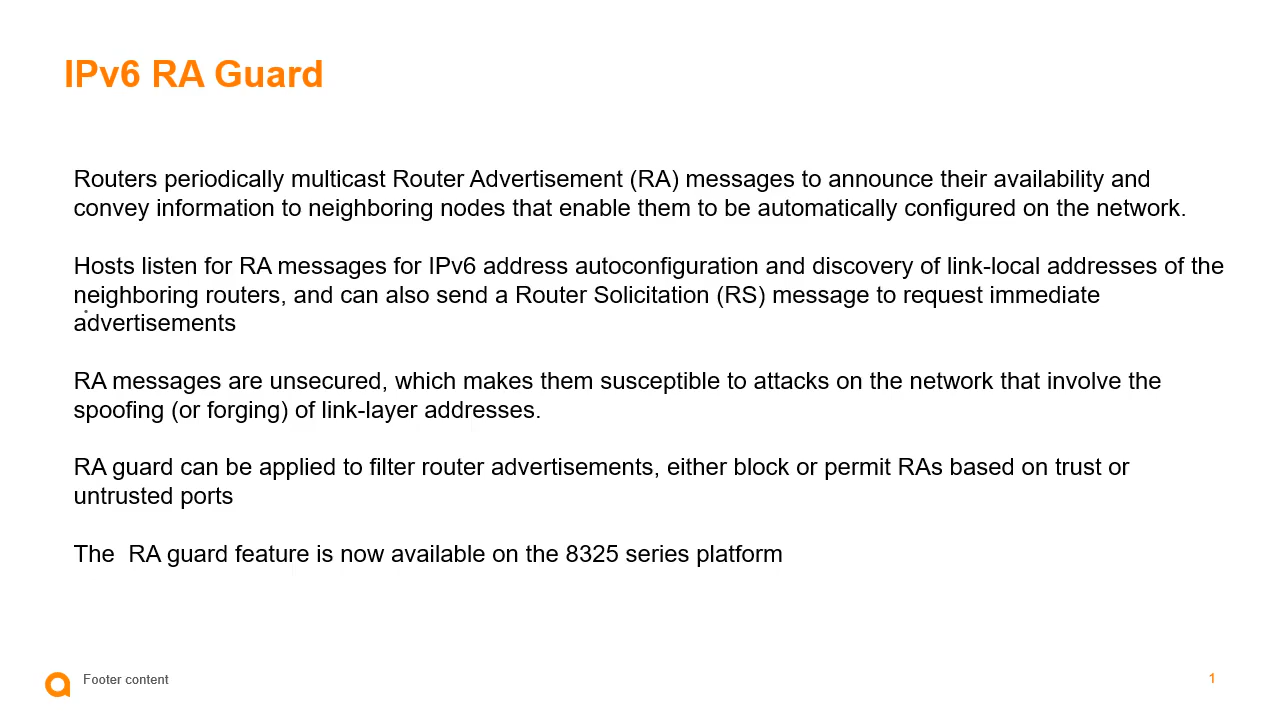 IPv6 RA Guard
Routers periodically multicast Router Advertisement (RA) messages to announce their availability and
convey information to neighboring nodes that enable them to be automatically configured on the network.
Hosts listen for RA messages for IPv6 address autoconfiguration and discovery of link-local addresses of the
neighboring routers, and can also send a Router Solicitation (RS) message to request immediate
advertisements
RA messages are unsecured, which makes them susceptible to attacks on the network that involve the
spoofing (or forging) of link-layer addresses.
RA guard can be applied to filter router advertisements, either block or permit RAs based on trust or
untrusted ports
The  RA guard feature is now available on the 8325 series platform
Footer content
1